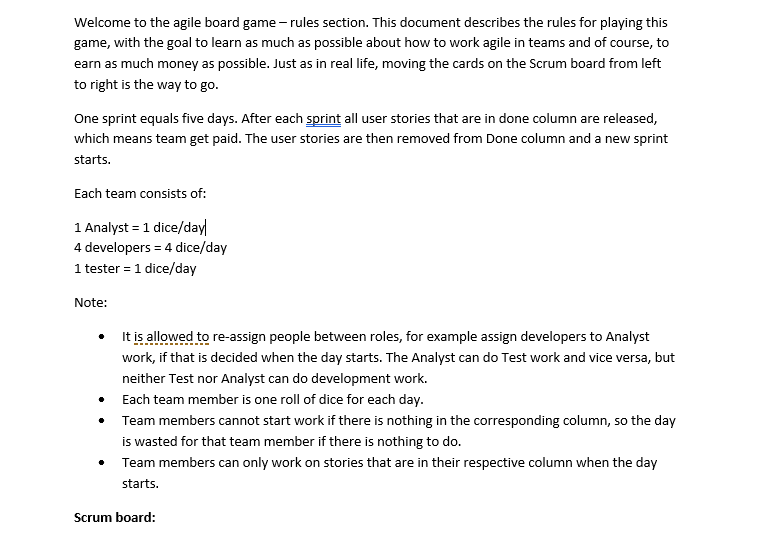 Welcome to the agile board game – rules section. This document describes the rules for playing this
game, with the goal to learn as much as possible about how to work agile in teams and of course, to
earn as much money as possible. Just as in real life, moving the cards on the Scrum board from left
to right is the way to go.
One sprint equals five days. After each sprint all user stories that are in done column are released,
which means team get paid. The user stories are then removed from Done column and a new sprint
starts.
Each team consists of:
1 Analyst = 1 dice/day
4 developers = 4 dice/day
1 tester = 1 dice/day
Note:
• It is allowed to re-assign people between roles, for example assign developers to Analyst
work, if that is decided when the day starts. The Analyst can do Test work and vice versa, but
neither Test nor Analyst can do development work.
• Each team member is one roll of dice for each day.
• Team members cannot start work if there is nothing in the corresponding column, so the day
is wasted for that team member if there is nothing to do.
• Team members can only work on stories that are in their respective column when the day
starts.
Scrum board: